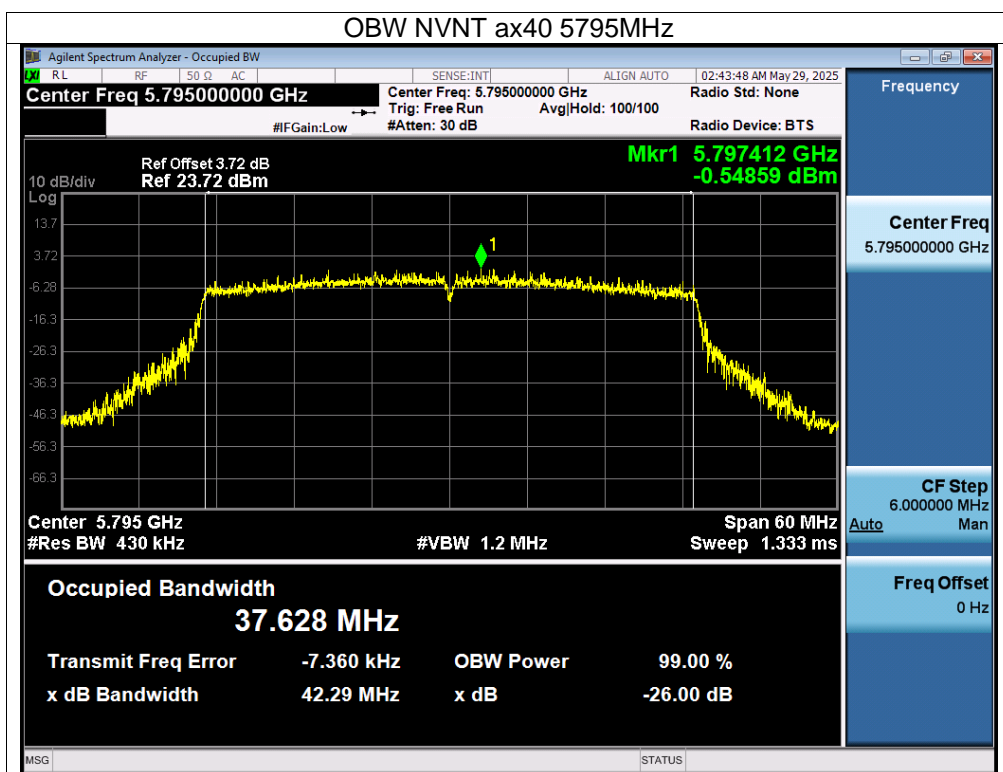 OBW NVNT ax40 5795MHz
Agilent Spectrum Analyzer - Occupied BW
LXI RL RF 50 Ω AC SENSE:INT ALIGN AUTO 02:43:48 AM May 29, 2025
Center Freq 5.795000000 GHz
Center Freq: 5.795000000 GHz
Radio Std: None
Trig: Free Run Avg|Hold: 100/100
#IFGain:Low
#Atten: 30 dB
Radio Device: BTS
Frequency
Ref Offset 3.72 dB
10 dB/div Ref 23.72 dBm
Mkr1 5.797412 GHz
-0.54859 dBm
Log
13.7
3.72
-6.28
-16.3
-26.3
-36.3
-46.3
-56.3
-66.3
1
Center 5.795 GHz
Span 60 MHz
#Res BW 430 kHz
#VBW 1.2 MHz
Sweep 1.333 ms
Center Freq
5.795000000 GHz
CF Step
6.000000 MHz
Auto Man
Freq Offset
0 Hz
Occupied Bandwidth
37.628 MHz
Transmit Freq Error -7.360 kHz OBW Power 99.00 %
x dB Bandwidth 42.29 MHz x dB -26.00 dB
MSG STATUS